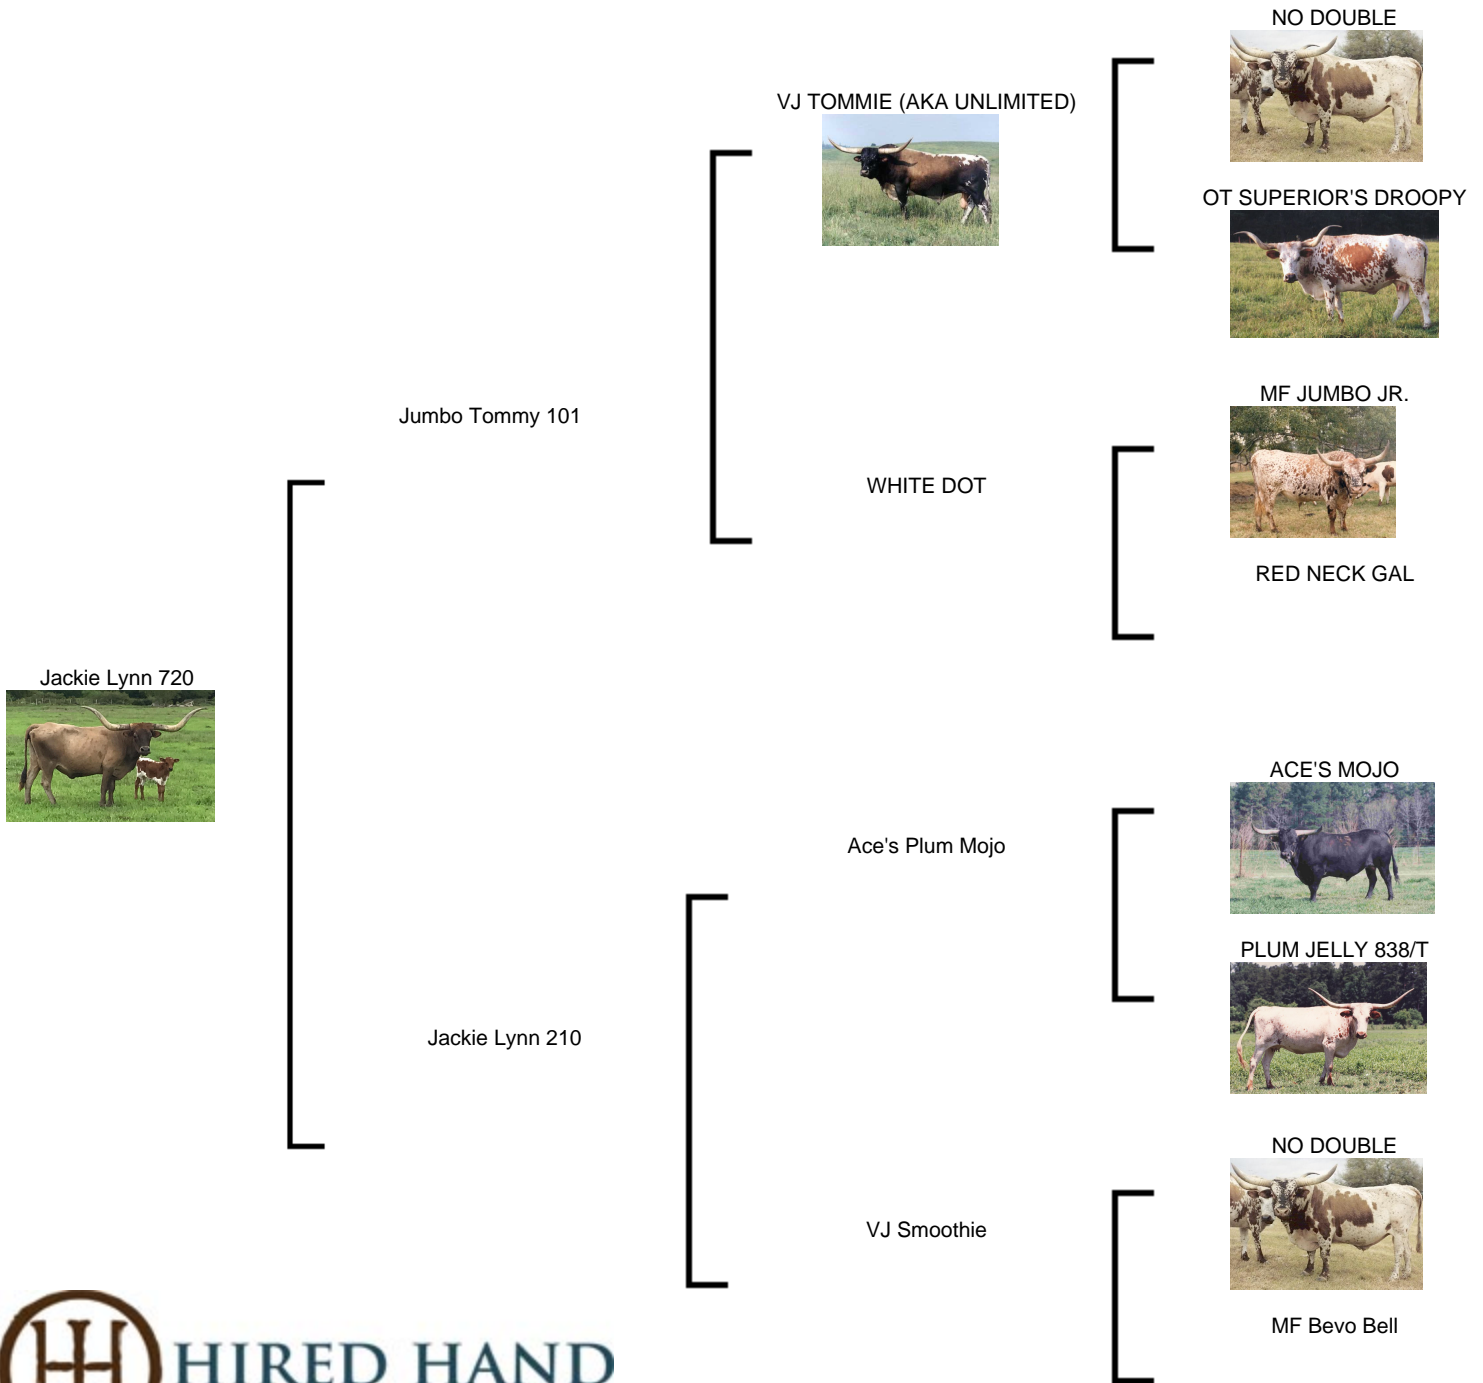 NO DOUBLE
VJ TOMMIE (AKA UNLIMITED)
OT SUPERIOR'S DROOPY
Jumbo Tommy 101
MF JUMBO JR.
WHITE DOT
RED NECK GAL
Jackie Lynn 720
ACE'S MOJO
Ace's Plum Mojo
PLUM JELLY 838/T
Jackie Lynn 210
NO DOUBLE
VJ Smoothie
MF Bevo Bell
HIRED HAND